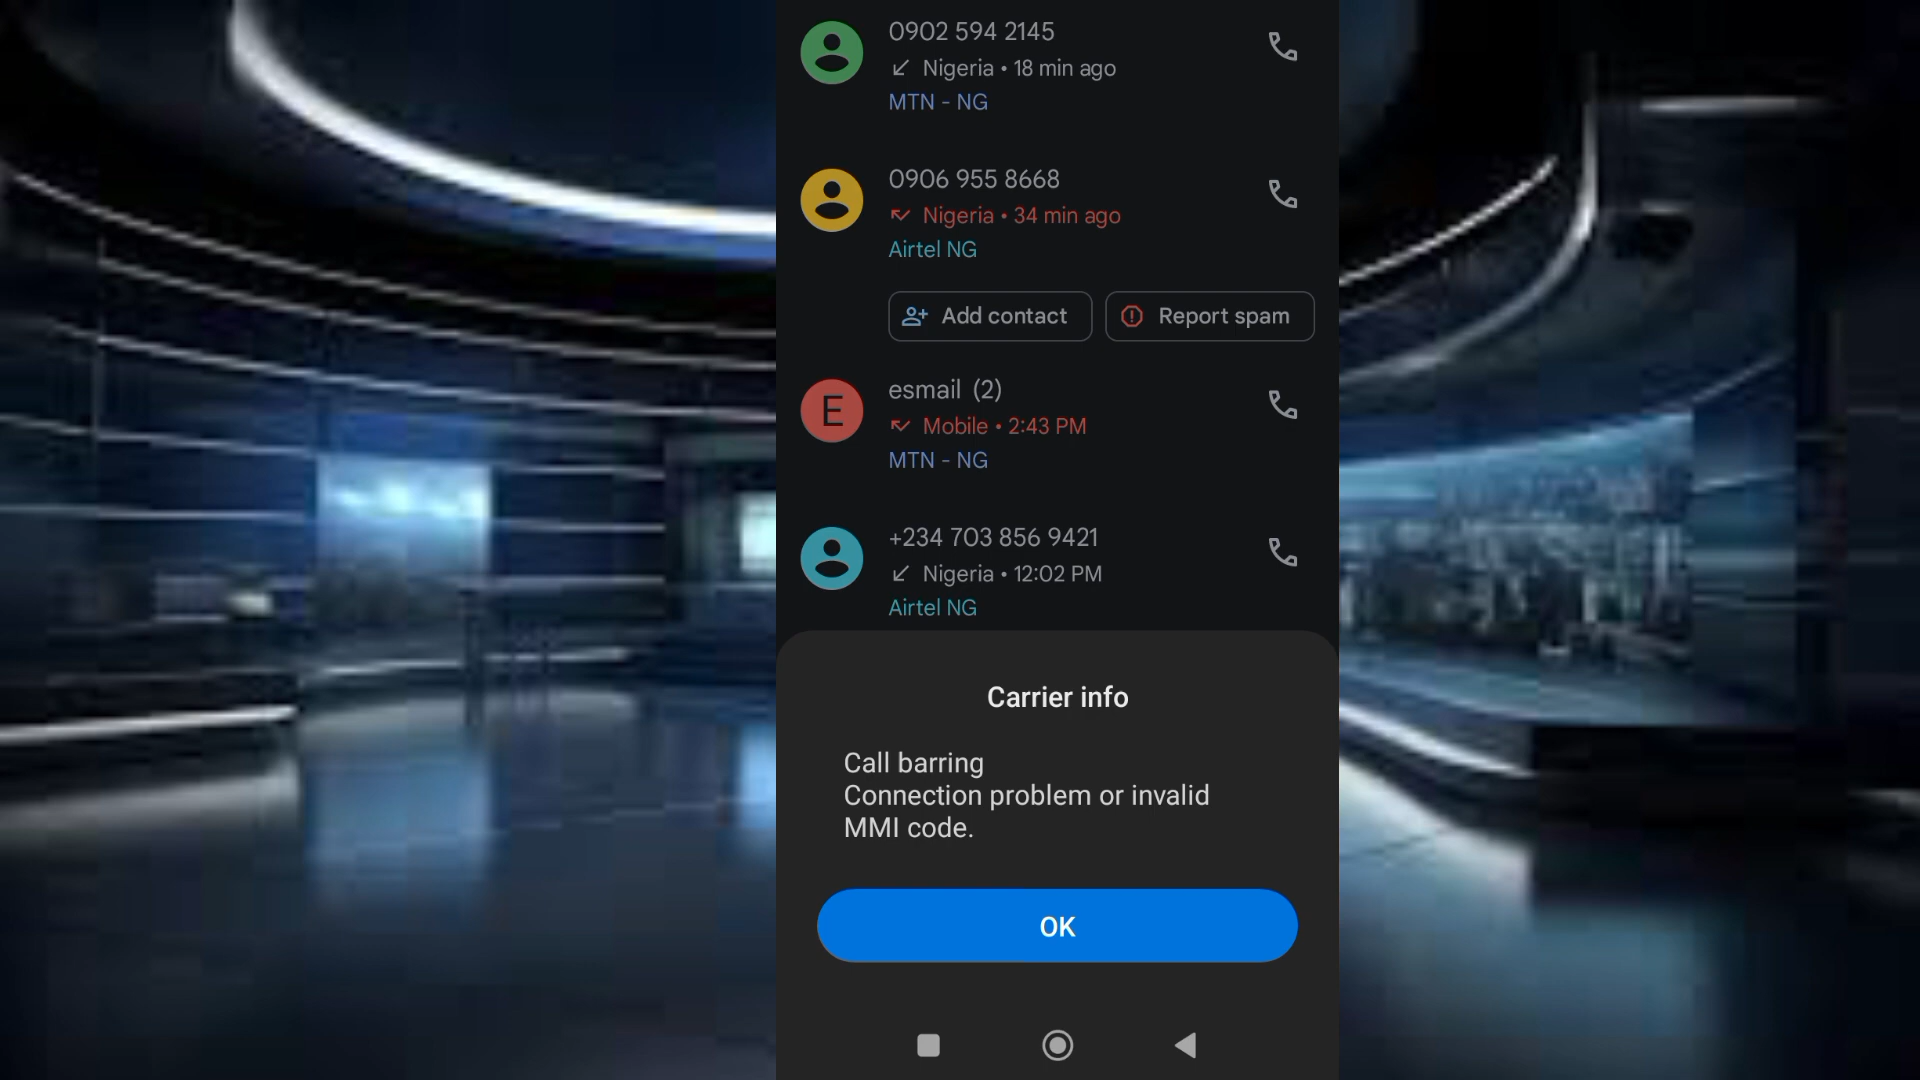 0902 594 2145
Nigeria • 18 min ago
MTN - NG
0906 955 8668
Nigeria • 34 min ago
Airtel NG
Add contact
Report spam
esmail (2)
E
Mobile • 2:43 PM
MTN - NG
+234 703 856 9421
Nigeria • 12:02 PM
Airtel NG
Carrier info
Call barring
Connection problem or invalid
MMI code.
OK